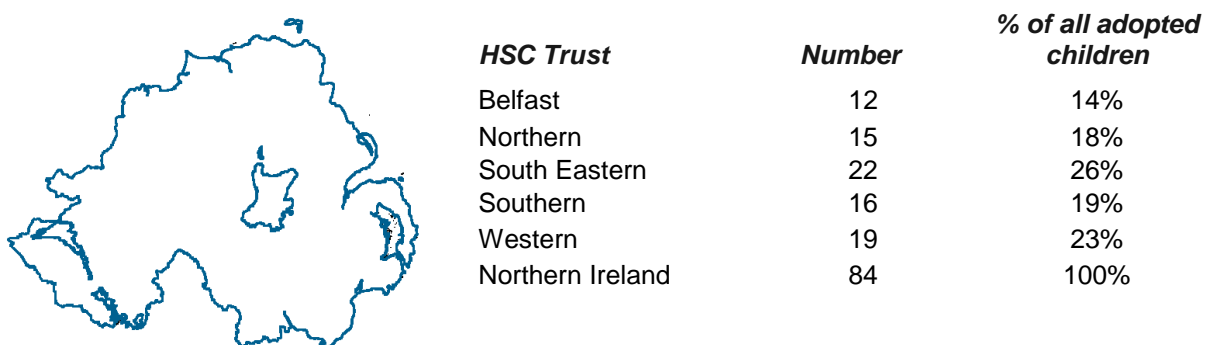 % of all adopted
HSC Trust Number children
Belfast 12 14%
Northern 15 18%
South Eastern 22 26%
Southern 16 19%
Western 19 23%
Northern Ireland 84 100%